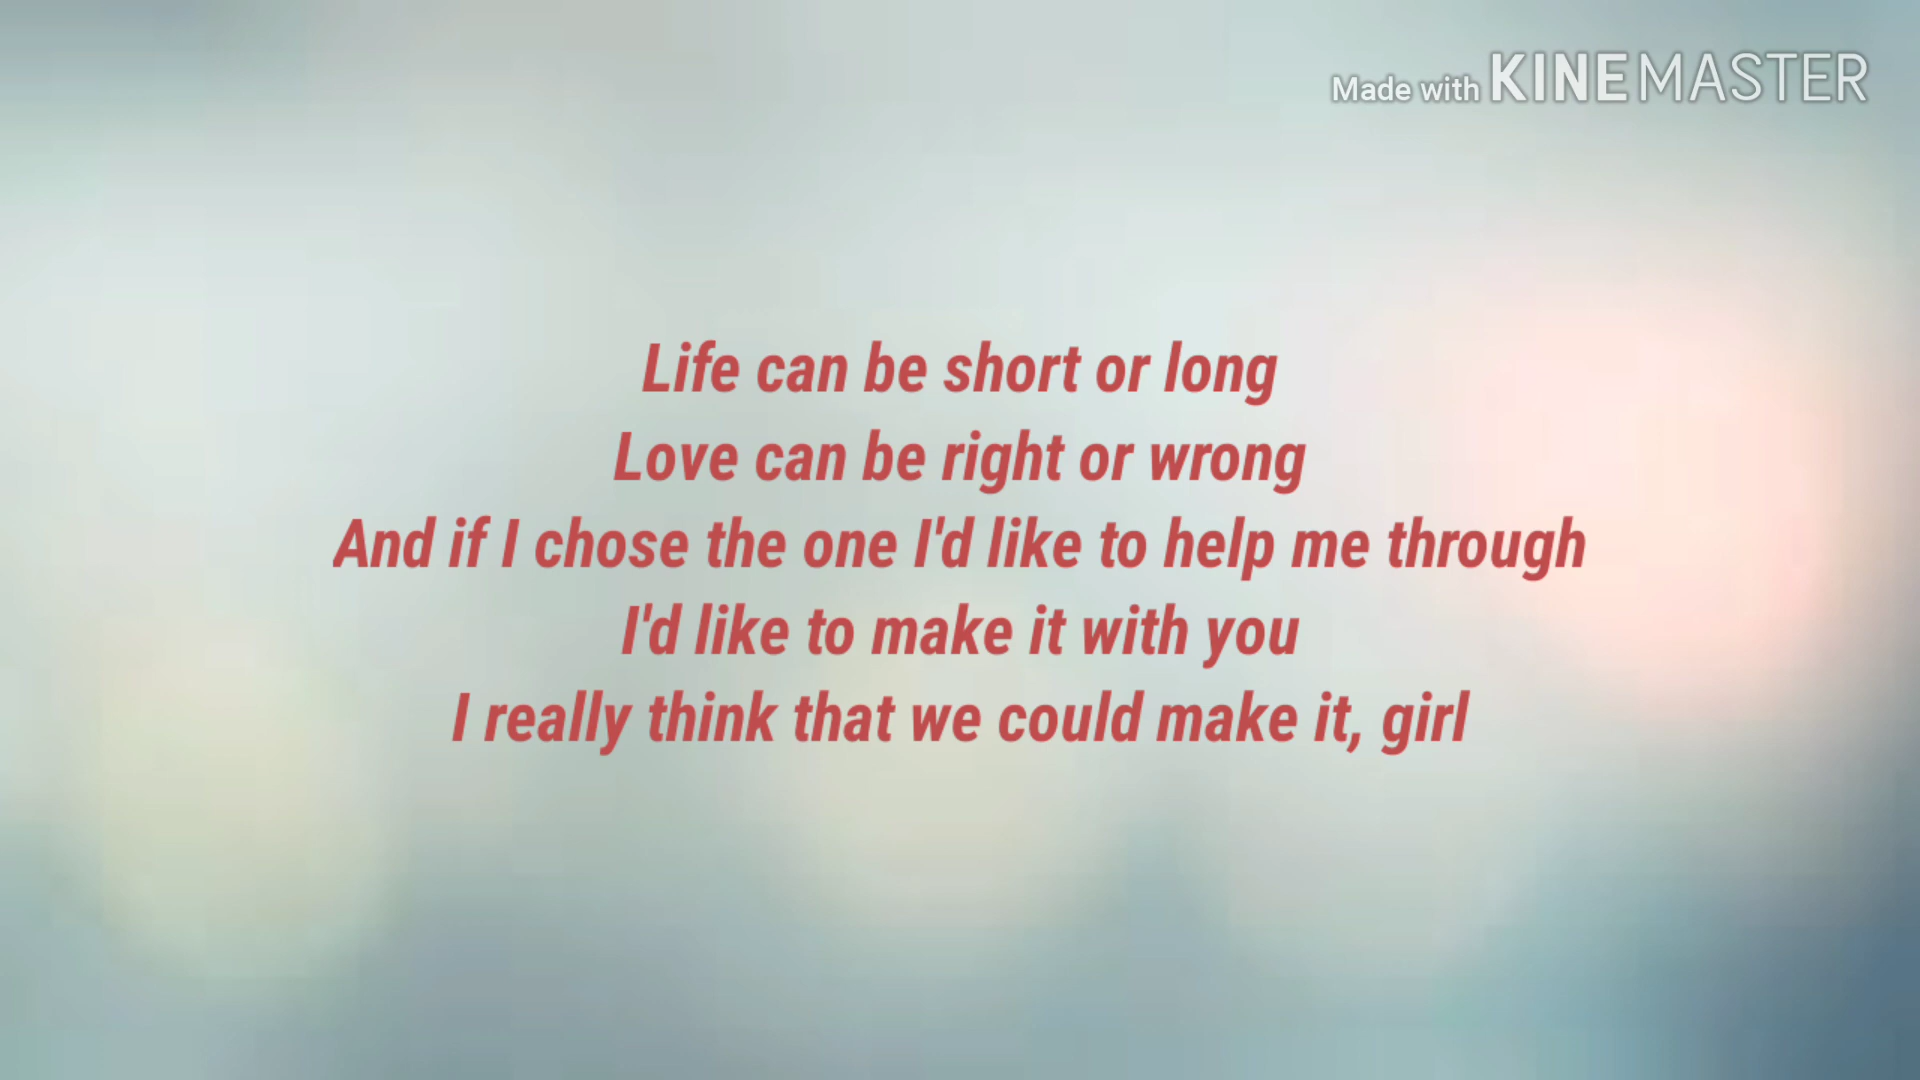 Made with KINEMASTER
Life can be short or long
Love can be right or wrong
And if I chose the one I'd like to help me through
I'd like to make it with you
I really think that we could make it, girl